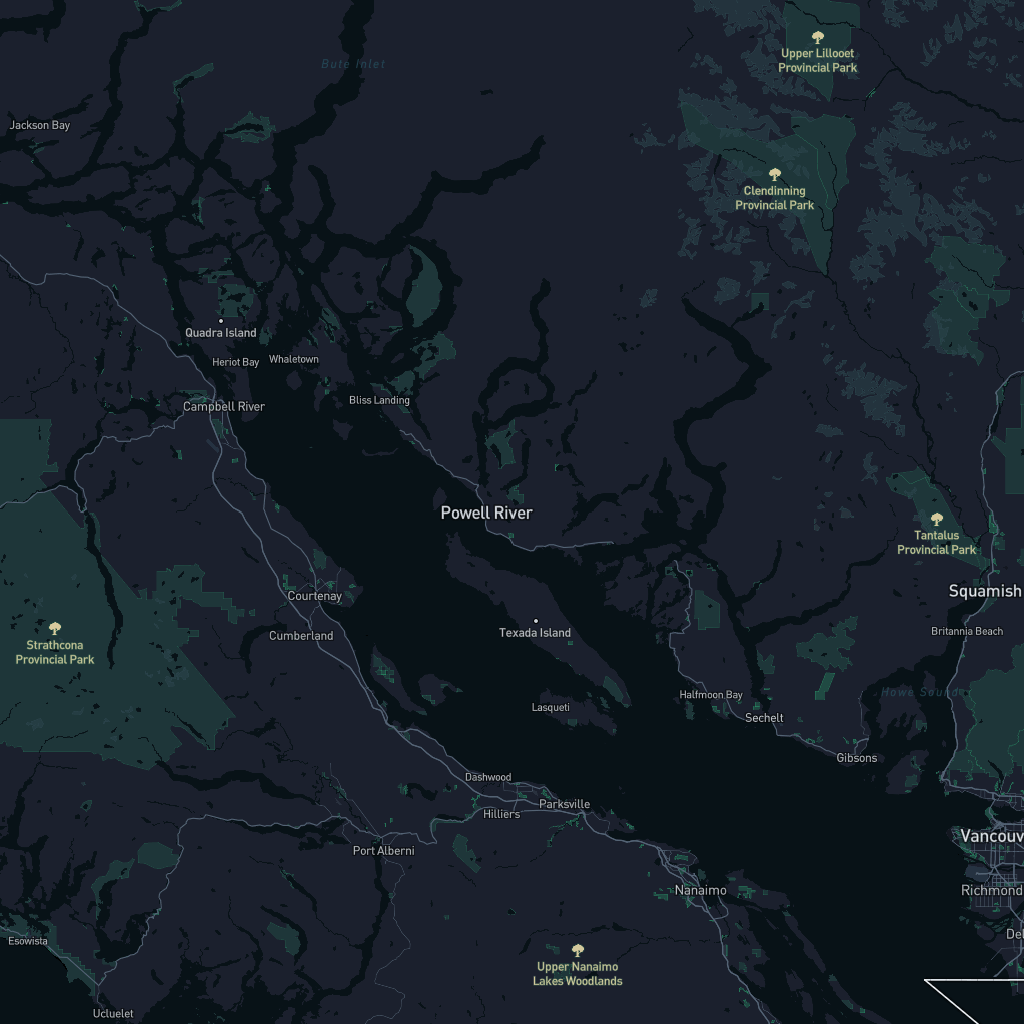 Upper Lillooet
Provincial Park
Bute Inlet
Jackson Bay
Clendinning
Provincial Park
Quadra Island
Heriot Bay
Whaletown
Bliss Landing
Campbell River
Powell River
Tantalus
Provincial Park
Squamish
Courtenay
Cumberland
Texada Island
Britannia Beach
Strathcona
Provincial Park
Halfmoon Bay
Howe Sound
Lasqueti
Sechelt
Gibsons
Dashwood
Parksville
Hilliers
Vancouv
Port Alberni
Nanaimo
Richmond
Del
Esowista
Upper Nanaimo
Lakes Woodlands
Ucluelet